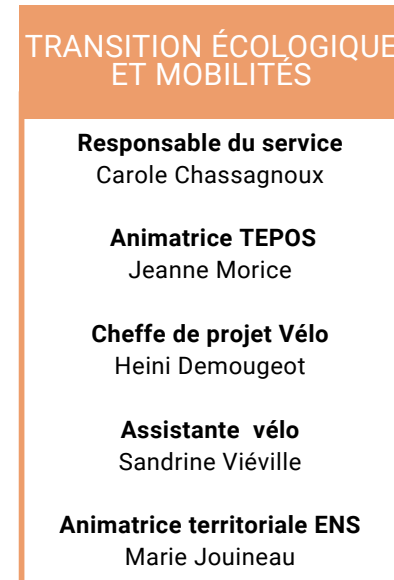 TRANSITION ÉCOLOGIQUE
ET MOBILITÉS
Responsable du service
Carole Chassagnoux
Animatrice TEPOS
Jeanne Morice
Cheffe de projet Vélo
Heini Demougeot
Assistante vélo
Sandrine Viéville
Animatrice territoriale ENS
Marie Jouineau